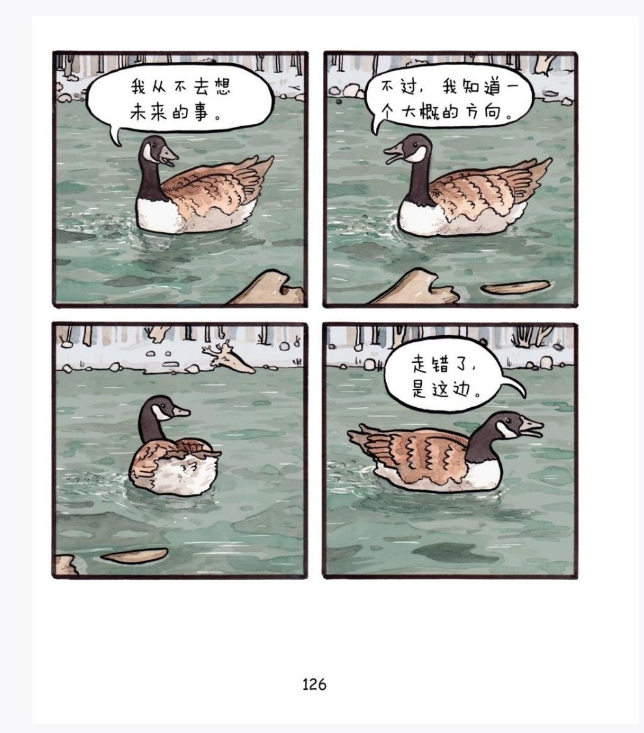 我从不去想
未来的事。
不过，我知道一
个大概的方向。
走错了，
是这边。
126